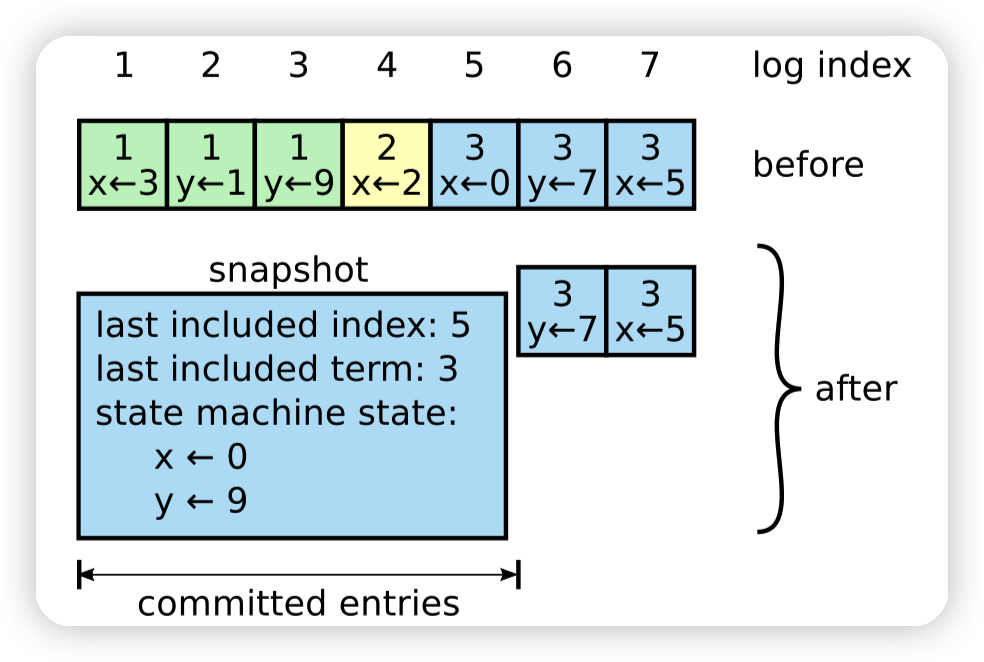 1 2 3 4 5 6 7 log index
1 1 1 2 3 3 3
x←3 y←1 y←9 x←2 x←0 y←7 x←5
before
snapshot
3 3
y←7 x←5
last included index: 5
last included term: 3
state machine state:
x ← 0
y ← 9
after
committed entries